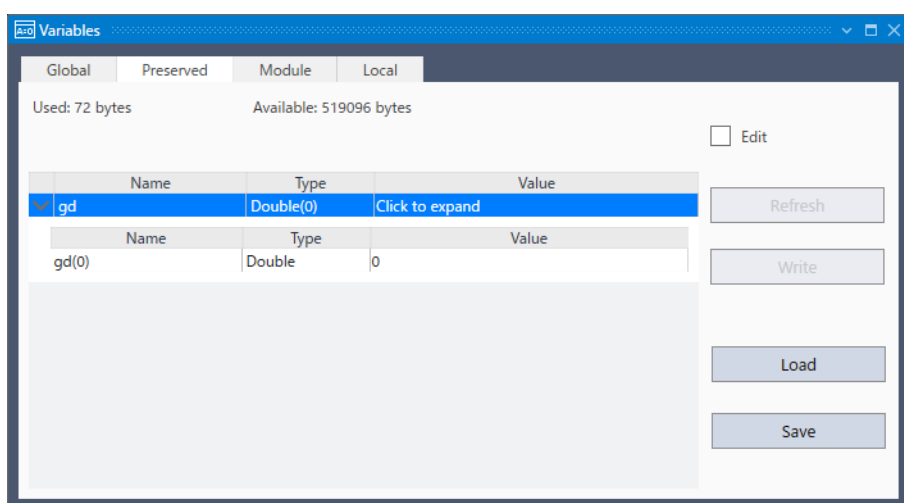 A=0 Variables
Global Preserved Module Local
Used: 72 bytes Available: 519096 bytes
Edit
Name Type Value
gd Double(0) Click to expand
Refresh
Name Type Value
gd(0) Double 0
Write
Load
Save